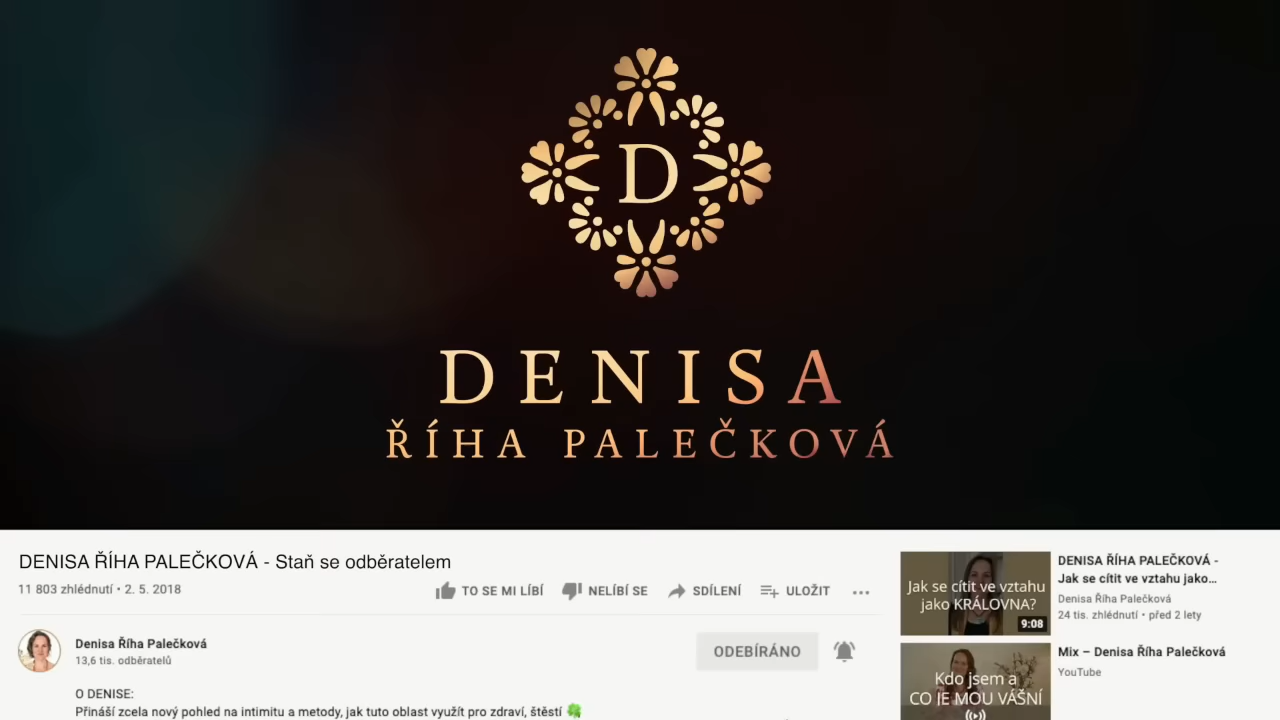 D
DENISA
ŘÍHA PALEČKOVÁ
DENISA ŘÍHA PALEČKOVÁ - Staň se odběratelem
11 803 zhlédnutí • 2. 5. 2018
TO SE MI LÍBÍ
NELÍBÍ SE
SDÍLENÍ
ULOŽIT
Denisa Říha Palečková
13,6 tis. odběratelů
ODEBÍRÁNO
O DENISE:
Přináší zcela nový pohled na intimitu a metody, jak tuto oblast využít pro zdraví, štěstí 🍀
Jak se cítit ve vztahu
jako KRÁLOVNA?
9:08
DENISA ŘÍHA PALEČKOVÁ -
Jak se cítit ve vztahu jako...
Denisa Říha Palečková
24 tis. zhlédnutí • před 2 lety
Kdo jsem a
CO JE MOU VÁŠNÍ
Mix – Denisa Říha Palečková
YouTube